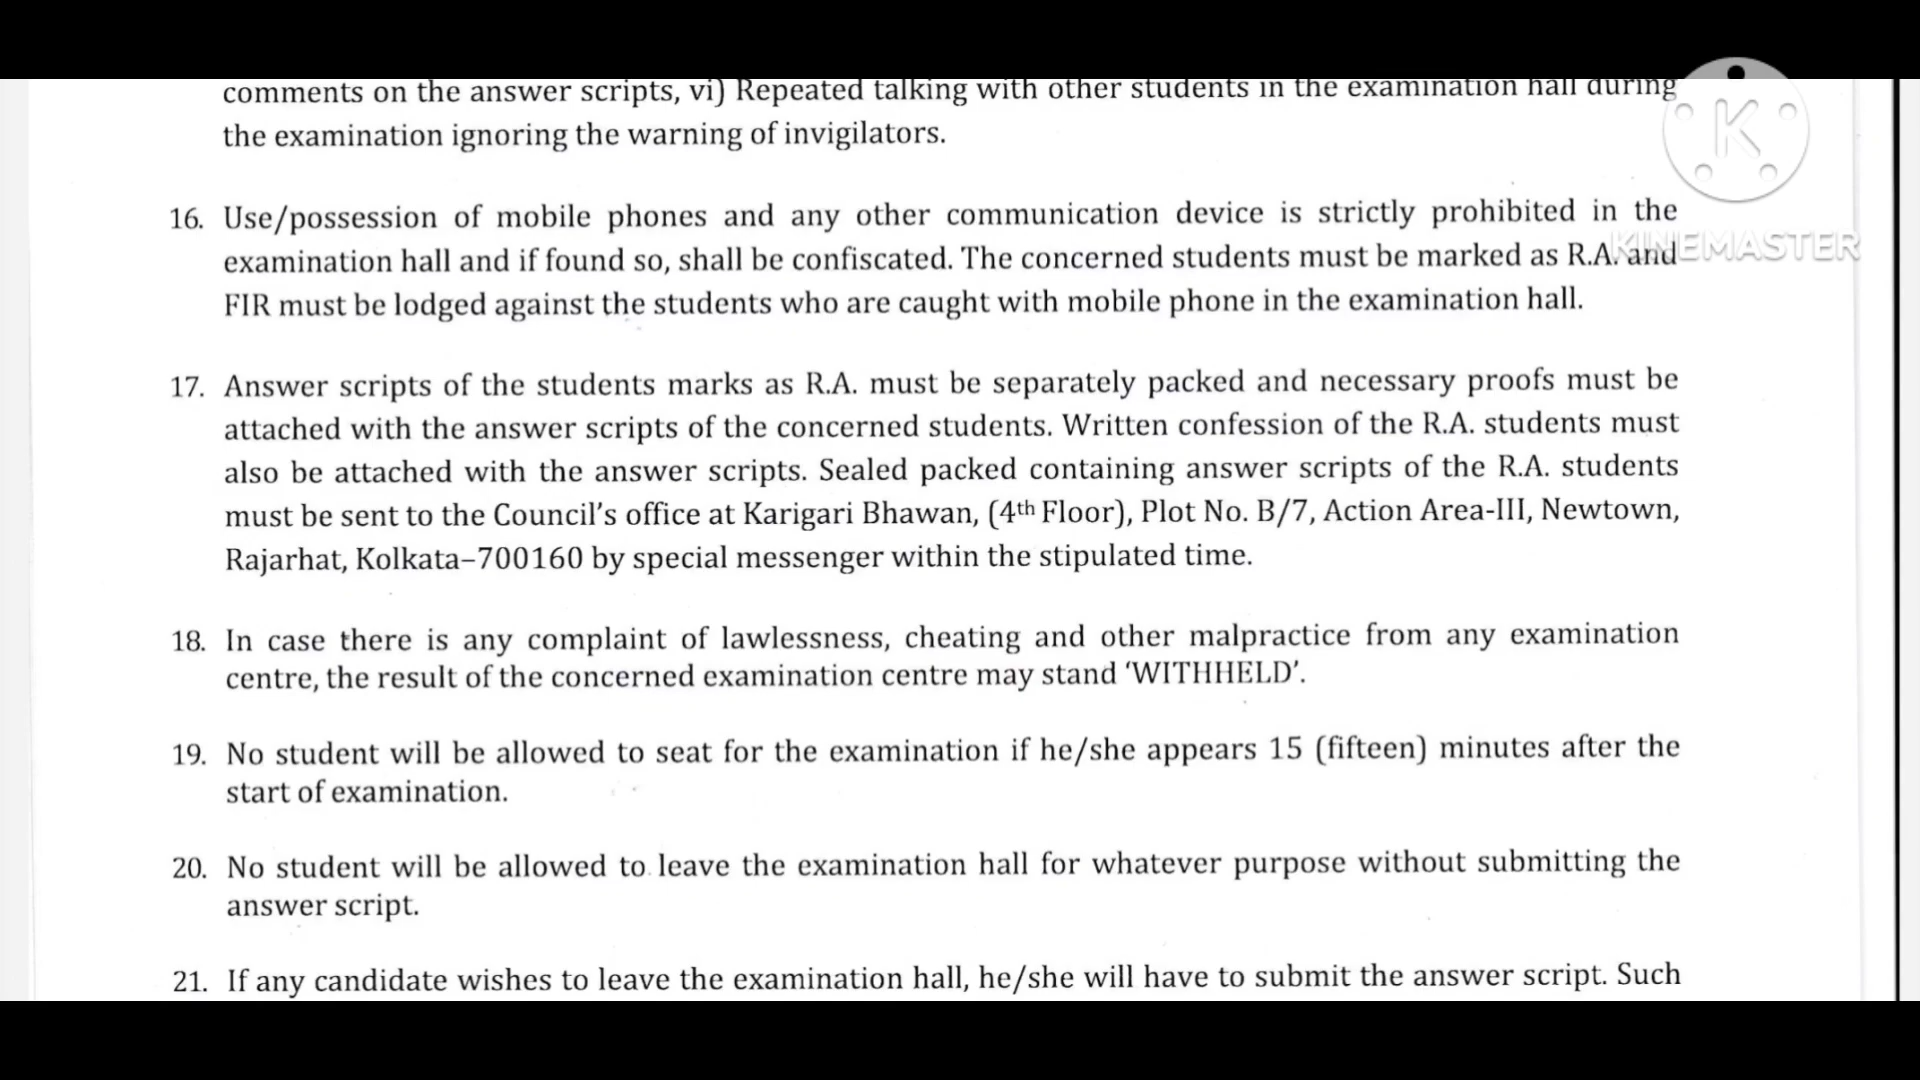 comments on the answer scripts, vi) Repeated talking with other students in the examination hall during
the examination ignoring the warning of invigilators.
16. Use/possession of mobile phones and any other communication device is strictly prohibited in the
examination hall and if found so, shall be confiscated. The concerned students must be marked as R.A. and
FIR must be lodged against the students who are caught with mobile phone in the examination hall.
17. Answer scripts of the students marks as R.A. must be separately packed and necessary proofs must be
attached with the answer scripts of the concerned students. Written confession of the R.A. students must
also be attached with the answer scripts. Sealed packed containing answer scripts of the R.A. students
must be sent to the Council’s office at Karigari Bhawan, (4th Floor), Plot No. B/7, Action Area-III, Newtown,
Rajarhat, Kolkata–700160 by special messenger within the stipulated time.
18. In case there is any complaint of lawlessness, cheating and other malpractice from any examination
centre, the result of the concerned examination centre may stand ‘WITHHELD’.
19. No student will be allowed to seat for the examination if he/she appears 15 (fifteen) minutes after the
start of examination.
20. No student will be allowed to leave the examination hall for whatever purpose without submitting the
answer script.
21. If any candidate wishes to leave the examination hall, he/she will have to submit the answer script. Such
K
KINEMASTER